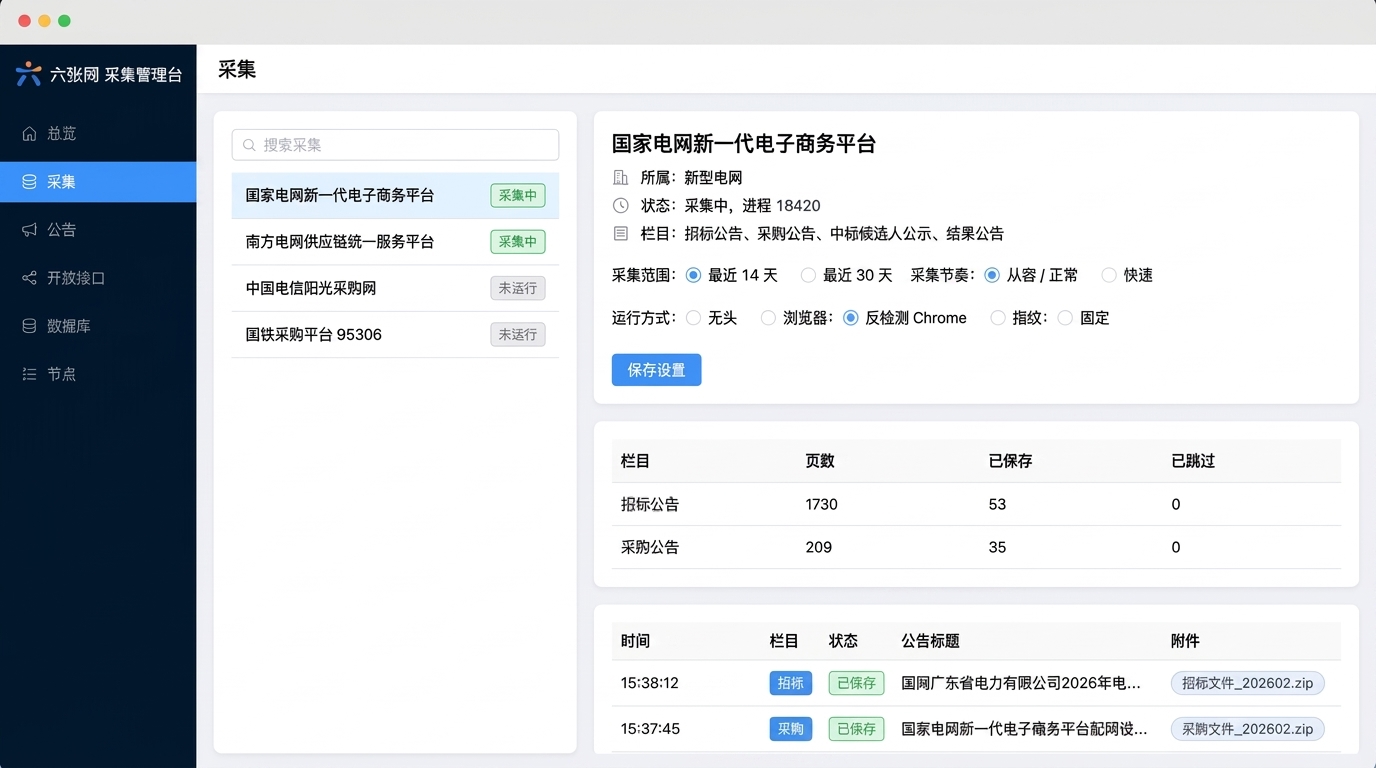 六张网 采集管理台
总览
采集
公告
开放接口
数据库
节点
采集
搜索采集
国家电网新一代电子商务平台 采集中
南方电网供应链统一服务平台 采集中
中国电信阳光采购网 未运行
国铁采购平台 95306 未运行
国家电网新一代电子商务平台
所属：新型电网
状态：采集中，进程 18420
栏目：招标公告、采购公告、中标候选人公示、结果公告
采集范围： 最近 14 天 最近 30 天 采集节奏： 从容 / 正常 快速
运行方式： 无头 浏览器： 反检测 Chrome 指纹： 固定
保存设置
栏目 页数 已保存 已跳过
招标公告 1730 53 0
采购公告 209 35 0
时间 栏目 状态 公告标题 附件
15:38:12 招标 已保存 国网广东省电力有限公司2026年电... 招标文件_202602.zip
15:37:45 采购 已保存 国家电网新一代电子商务平台配网设... 采购文件_202602.zip